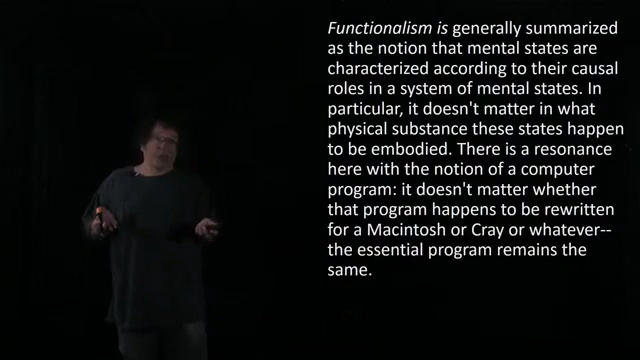 Functionalism is generally summarized
as the notion that mental states are
characterized according to their causal
roles in a system of mental states. In
particular, it doesn't matter in what
physical substance these states happen
to be embodied. There is a resonance
here with the notion of a computer
program: it doesn't matter whether
that program happens to be rewritten
for a Macintosh or Cray or whatever--
the essential program remains the
same.